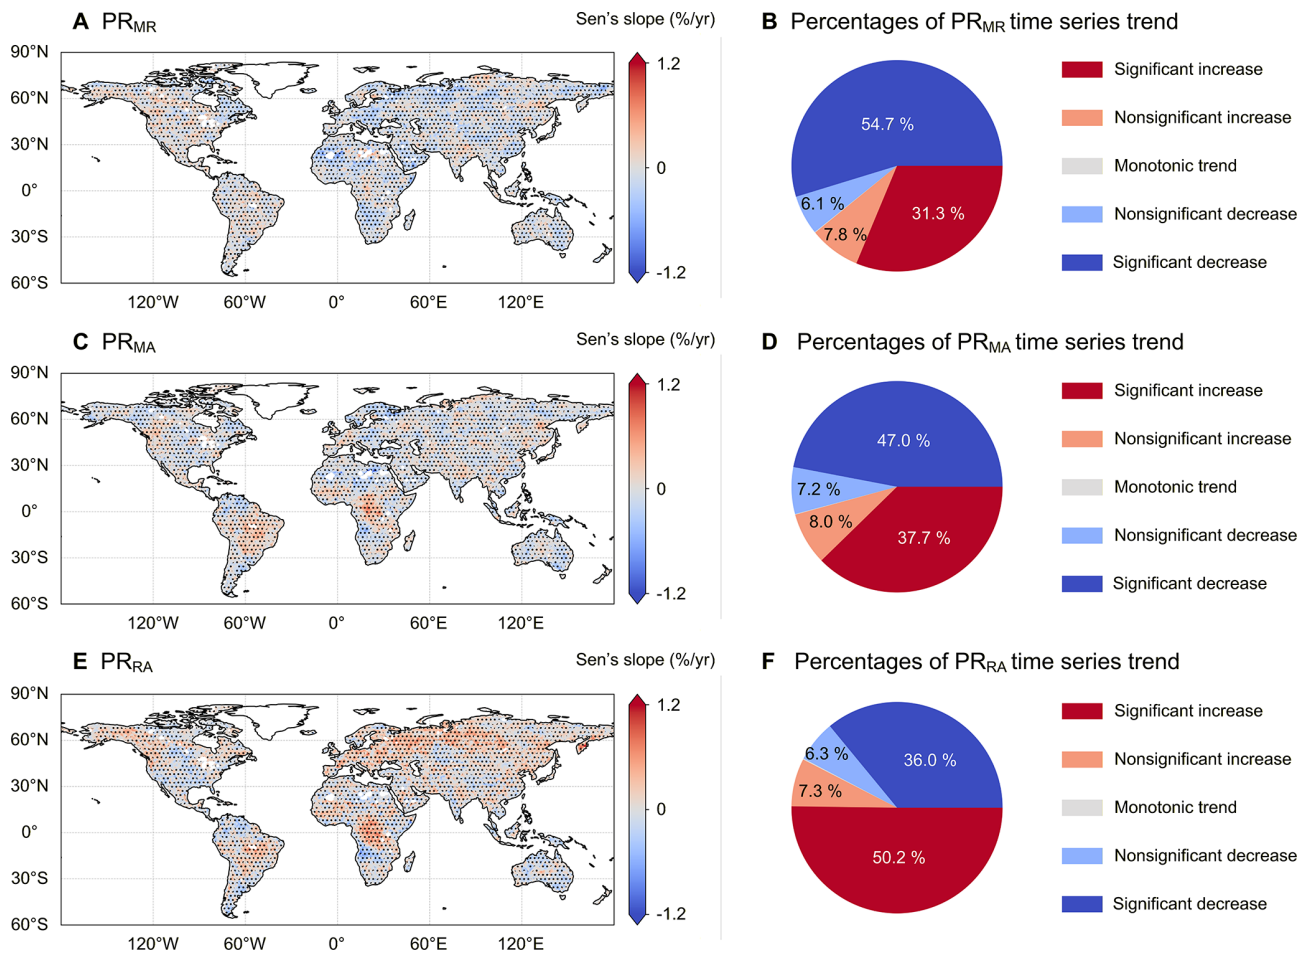 A PRMR
Sen's slope (%/yr)
90°N
60°N
30°N
0°
30°S
60°S
120°W 60°W 0° 60°E 120°E
1.2
0
-1.2
B Percentages of PRMR time series trend
54.7 %
6.1 %
7.8 %
31.3 %
Significant increase
Nonsignificant increase
Monotonic trend
Nonsignificant decrease
Significant decrease
C PRMA
Sen's slope (%/yr)
90°N
60°N
30°N
0°
30°S
60°S
120°W 60°W 0° 60°E 120°E
1.2
0
-1.2
D Percentages of PRMA time series trend
47.0 %
7.2 %
8.0 %
37.7 %
Significant increase
Nonsignificant increase
Monotonic trend
Nonsignificant decrease
Significant decrease
E PRRA
Sen's slope (%/yr)
90°N
60°N
30°N
0°
30°S
60°S
120°W 60°W 0° 60°E 120°E
1.2
0
-1.2
F Percentages of PRRA time series trend
36.0 %
6.3 %
7.3 %
50.2 %
Significant increase
Nonsignificant increase
Monotonic trend
Nonsignificant decrease
Significant decrease